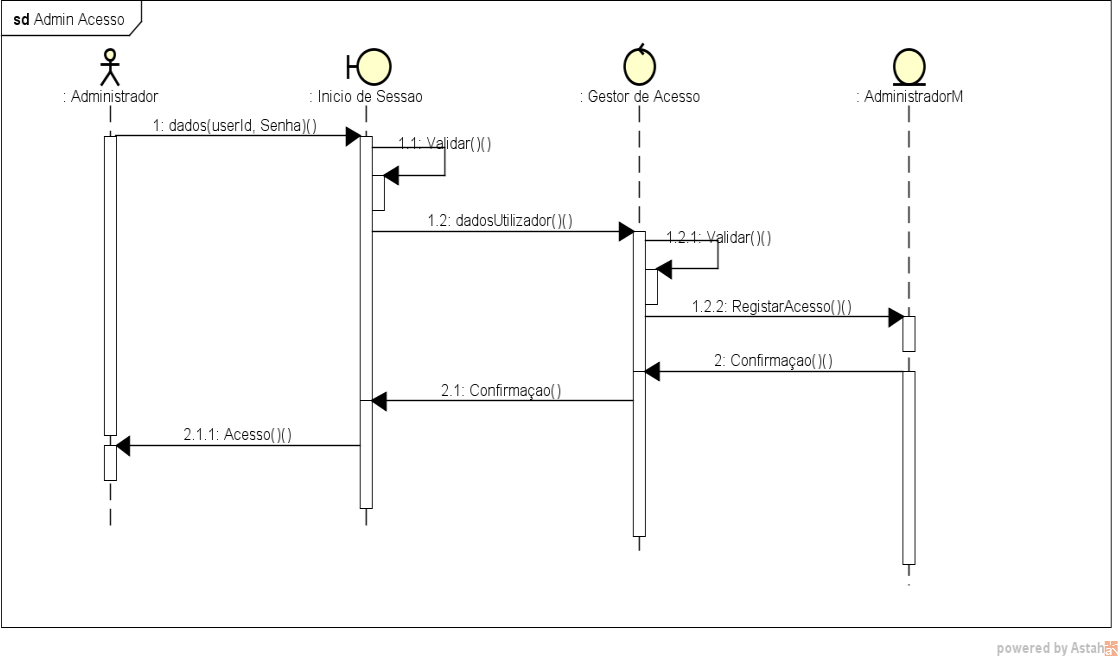 sd Admin Acesso
: Administrador
: Inicio de Sessao
: Gestor de Acesso
: AdministradorM
1: dados(userId, Senha)()
1.1: Validar()()
1.2: dadosUtilizador()()
1.2.1: Validar()()
1.2.2: RegistarAcesso()()
2: Confirmaçao()()
2.1: Confirmaçao()
2.1.1: Acesso()()
powered by Astah